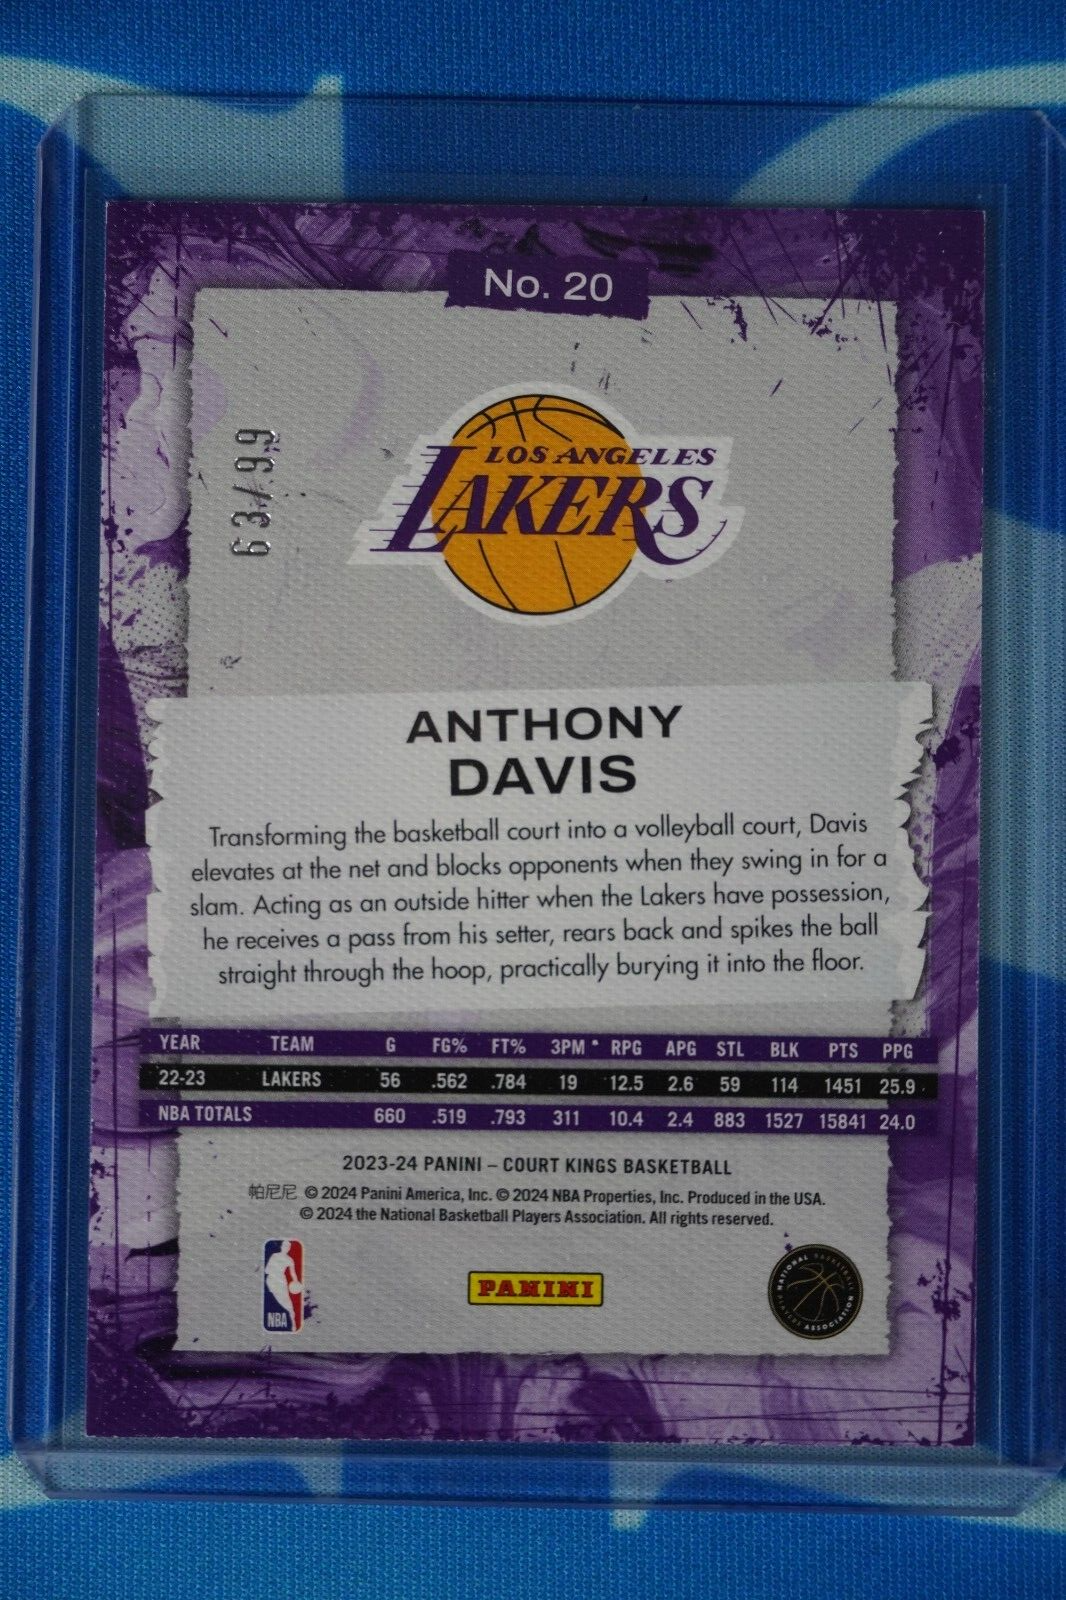 No. 20
63/99
LOS ANGELES
LAKERS
ANTHONY
DAVIS
Transforming the basketball court into a volleyball court, Davis
elevates at the net and blocks opponents when they swing in for a
slam. Acting as an outside hitter when the Lakers have possession,
he receives a pass from his setter, rears back and spikes the ball
straight through the hoop, practically burying it into the floor.
YEAR TEAM G FG% FT% 3PM RPG APG STL BLK PTS PPG
22-23 LAKERS 56 .562 .784 19 12.5 2.6 59 114 1451 25.9
NBA TOTALS 660 .519 .793 311 10.4 2.4 883 1527 15841 24.0
2023-24 PANINI – COURT KINGS BASKETBALL
帕尼尼 © 2024 Panini America, Inc. © 2024 NBA Properties, Inc. Produced in the USA.
© 2024 the National Basketball Players Association. All rights reserved.
NBA
PANINI
NATIONAL BASKETBALL
PLAYERS ASSOCIATION